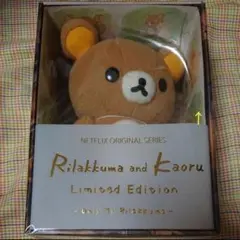 NETFLIX ORIGINAL SERIES
Rilakkuma and Kaoru
Limited Edition